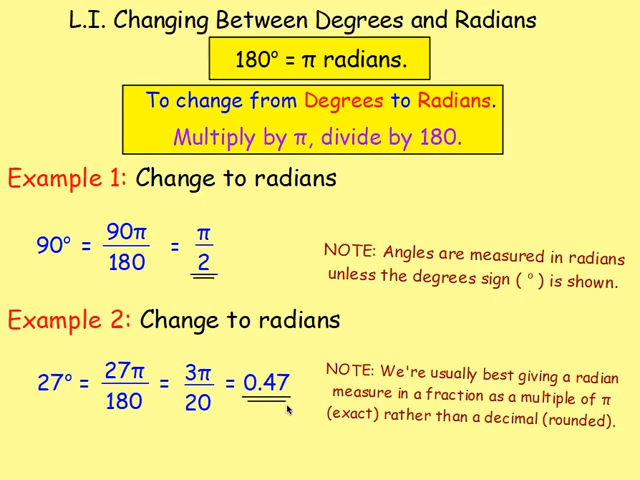 L.I. Changing Between Degrees and Radians
180° = π radians.
To change from Degrees to Radians.
Multiply by π, divide by 180.
Example 1: Change to radians
90° = 90π/180 = π/2
NOTE: Angles are measured in radians
unless the degrees sign ( ° ) is shown.
Example 2: Change to radians
27° = 27π/180 = 3π/20 = 0.47
NOTE: We're usually best giving a radian
measure in a fraction as a multiple of π
(exact) rather than a decimal (rounded).